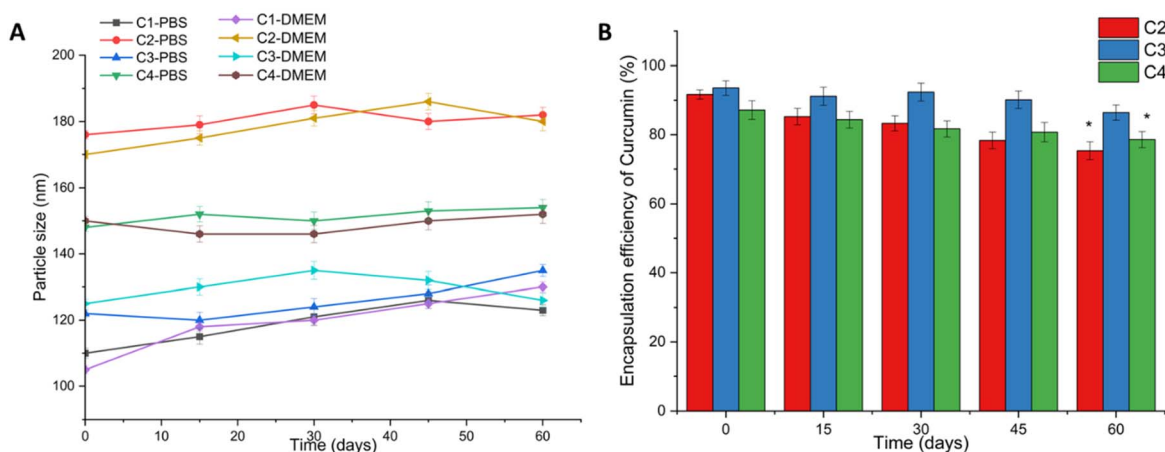 A
C1-PBS
C2-PBS
C3-PBS
C4-PBS
C1-DMEM
C2-DMEM
C3-DMEM
C4-DMEM
200
180
160
140
120
100
Particle size (nm)
0 10 20 30 40 50 60
Time (days)
B
C2
C3
C4
100
80
60
40
20
0
Encapsulation efficiency of Curcumin (%)
* *
0 15 30 45 60
Time (days)